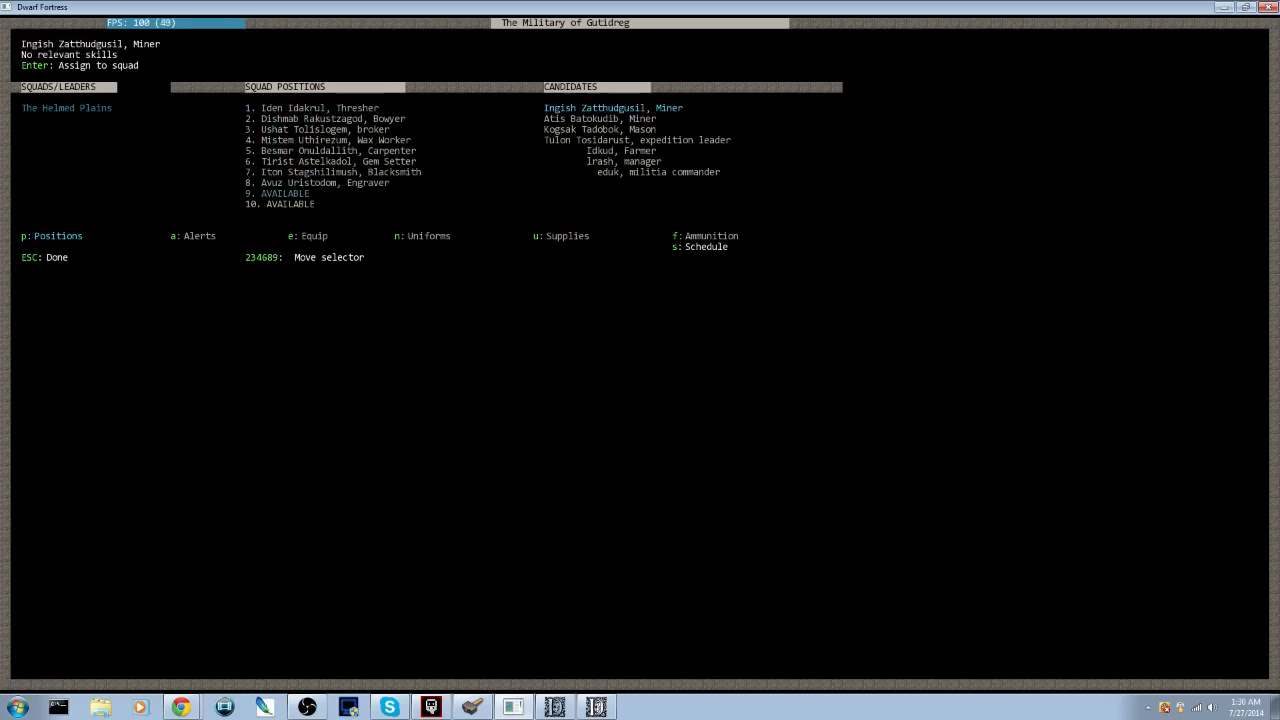 Dwarf Fortress
FPS: 100 (48)
The Military of Gutidreg
Ingish Zatthudgusil, Miner
No relevant skills
Enter: Assign to squad
SQUADS/LEADERS
The Helmed Plains
SQUAD POSITIONS
1. Iden Idakrul, Thresher
2. Dishmab Rakustzagod, Bowyer
3. Ushat Tolislogem, broker
4. Mistem Uthirezum, Wax Worker
5. Besmar Onuldallith, Carpenter
6. Tirist Astelkadol, Gem Setter
7. Iton Stagshilimush, Blacksmith
8. Avuz Uristodom, Engraver
9. AVAILABLE
10. AVAILABLE
CANDIDATES
Ingish Zatthudgusil, Miner
Atis Batokudib, Miner
Kogsak Tadobok, Mason
Tulon Tosidarust, expedition leader
Idkud, Farmer
lrash, manager
eduk, militia commander
p: Positions
a: Alerts
e: Equip
n: Uniforms
u: Supplies
f: Ammunition
s: Schedule
ESC: Done
234689: Move selector
1:30 AM
7/27/2014